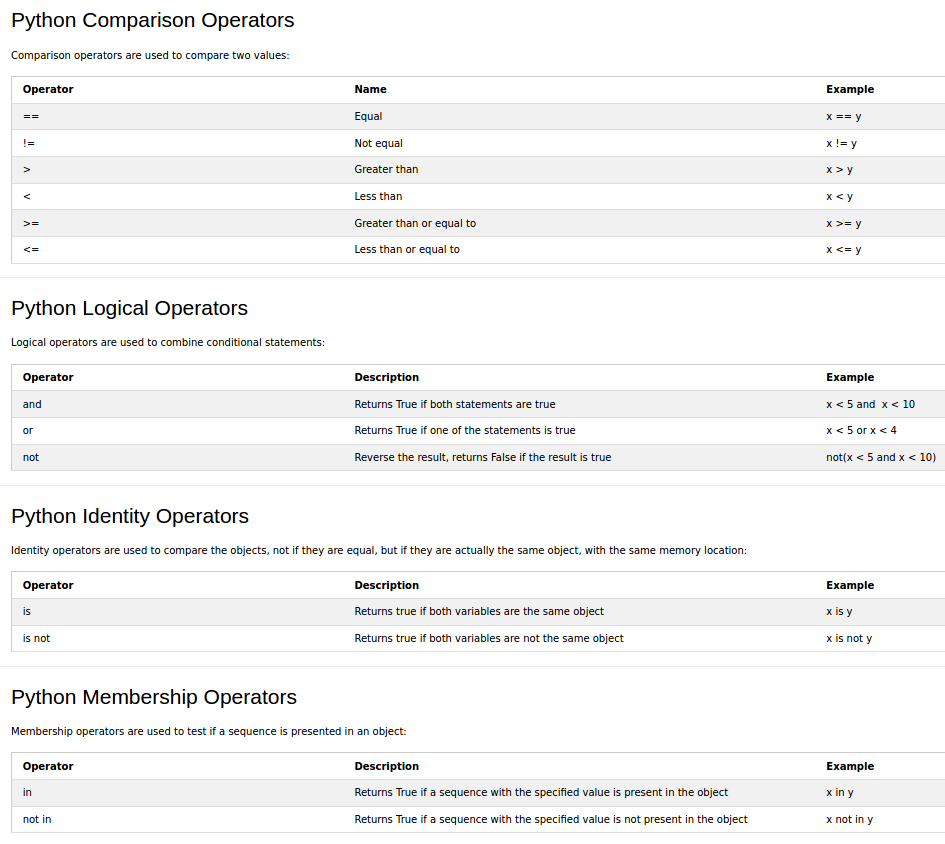 Python Comparison Operators
Comparison operators are used to compare two values:
Operator Name Example
== Equal x == y
!= Not equal x != y
> Greater than x > y
< Less than x < y
>= Greater than or equal to x >= y
<= Less than or equal to x <= y
Python Logical Operators
Logical operators are used to combine conditional statements:
Operator Description Example
and Returns True if both statements are true x < 5 and  x < 10
or Returns True if one of the statements is true x < 5 or x < 4
not Reverse the result, returns False if the result is true not(x < 5 and x < 10)
Python Identity Operators
Identity operators are used to compare the objects, not if they are equal, but if they are actually the same object, with the same memory location:
Operator Description Example
is Returns true if both variables are the same object x is y
is not Returns true if both variables are not the same object x is not y
Python Membership Operators
Membership operators are used to test if a sequence is presented in an object:
Operator Description Example
in Returns True if a sequence with the specified value is present in the object x in y
not in Returns True if a sequence with the specified value is not present in the object x not in y